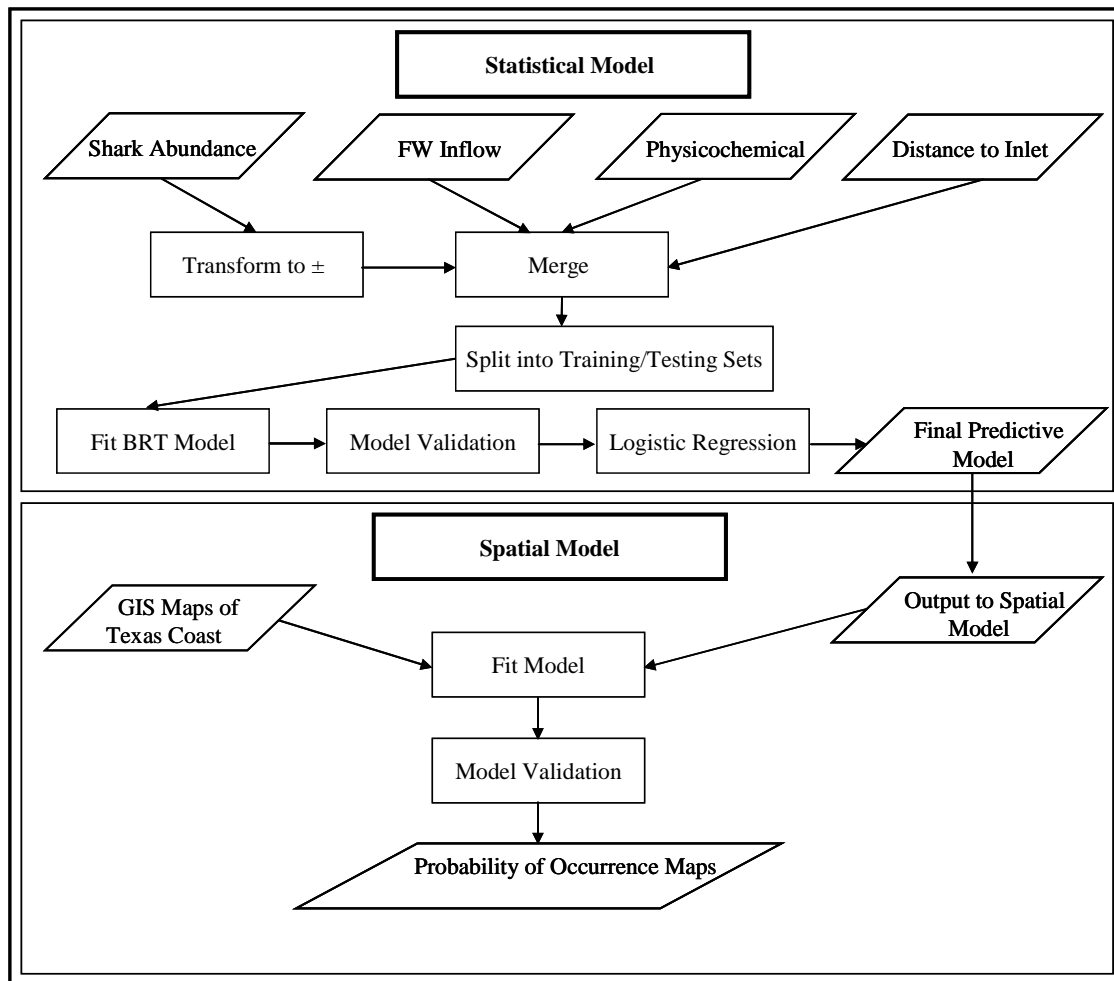 Statistical Model
Shark Abundance
FW Inflow
Physicochemical
Distance to Inlet
Transform to ±
Merge
Split into Training/Testing Sets
Fit BRT Model
Model Validation
Logistic Regression
Final Predictive
Model
Spatial Model
GIS Maps of
Texas Coast
Output to Spatial
Model
Fit Model
Model Validation
Probability of Occurrence Maps